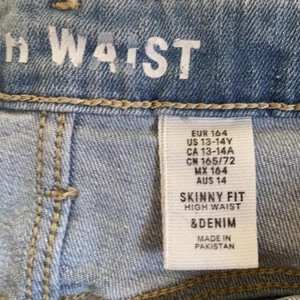 h WAIST
EUR 164
US 13-14Y
CA 13-14A
CN 165/72
MX 164
AUS 14
SKINNY FIT
HIGH WAIST
&DENIM
MADE IN
PAKISTAN